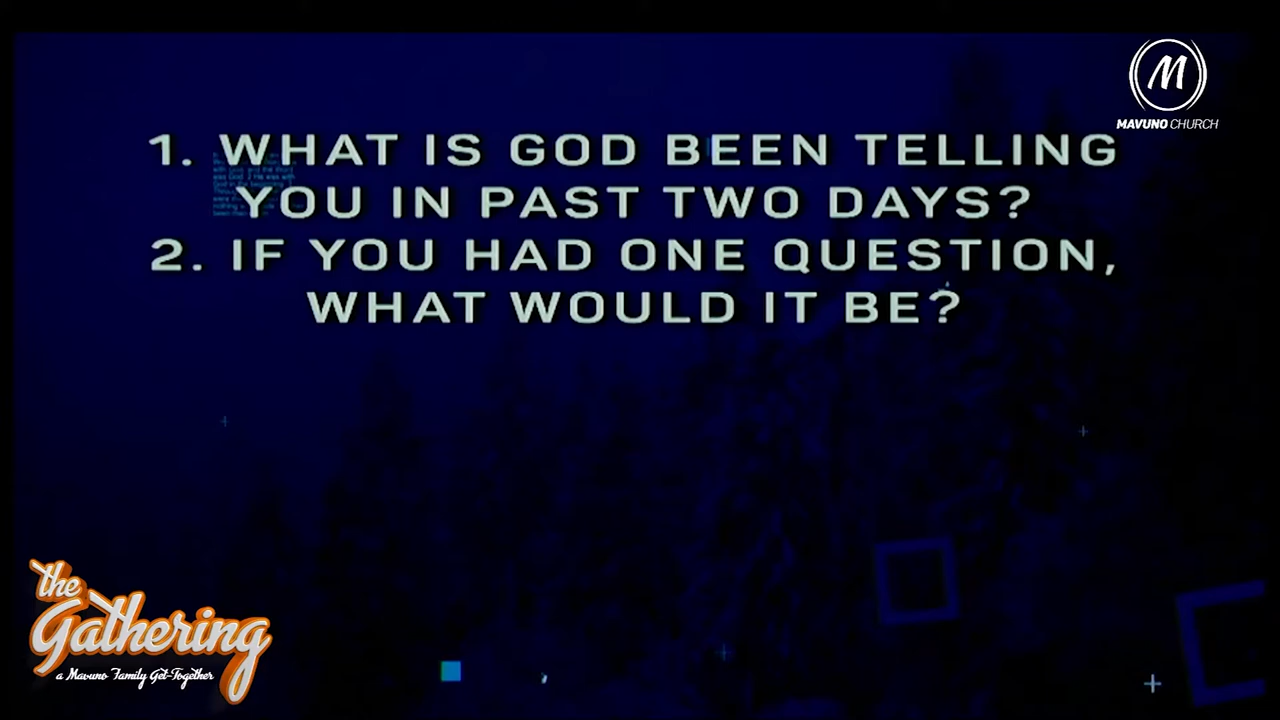 MAVUNO CHURCH
1. WHAT IS GOD BEEN TELLING
YOU IN PAST TWO DAYS?
2. IF YOU HAD ONE QUESTION,
WHAT WOULD IT BE?
the
Gathering
a Mavuno Family Get-Together